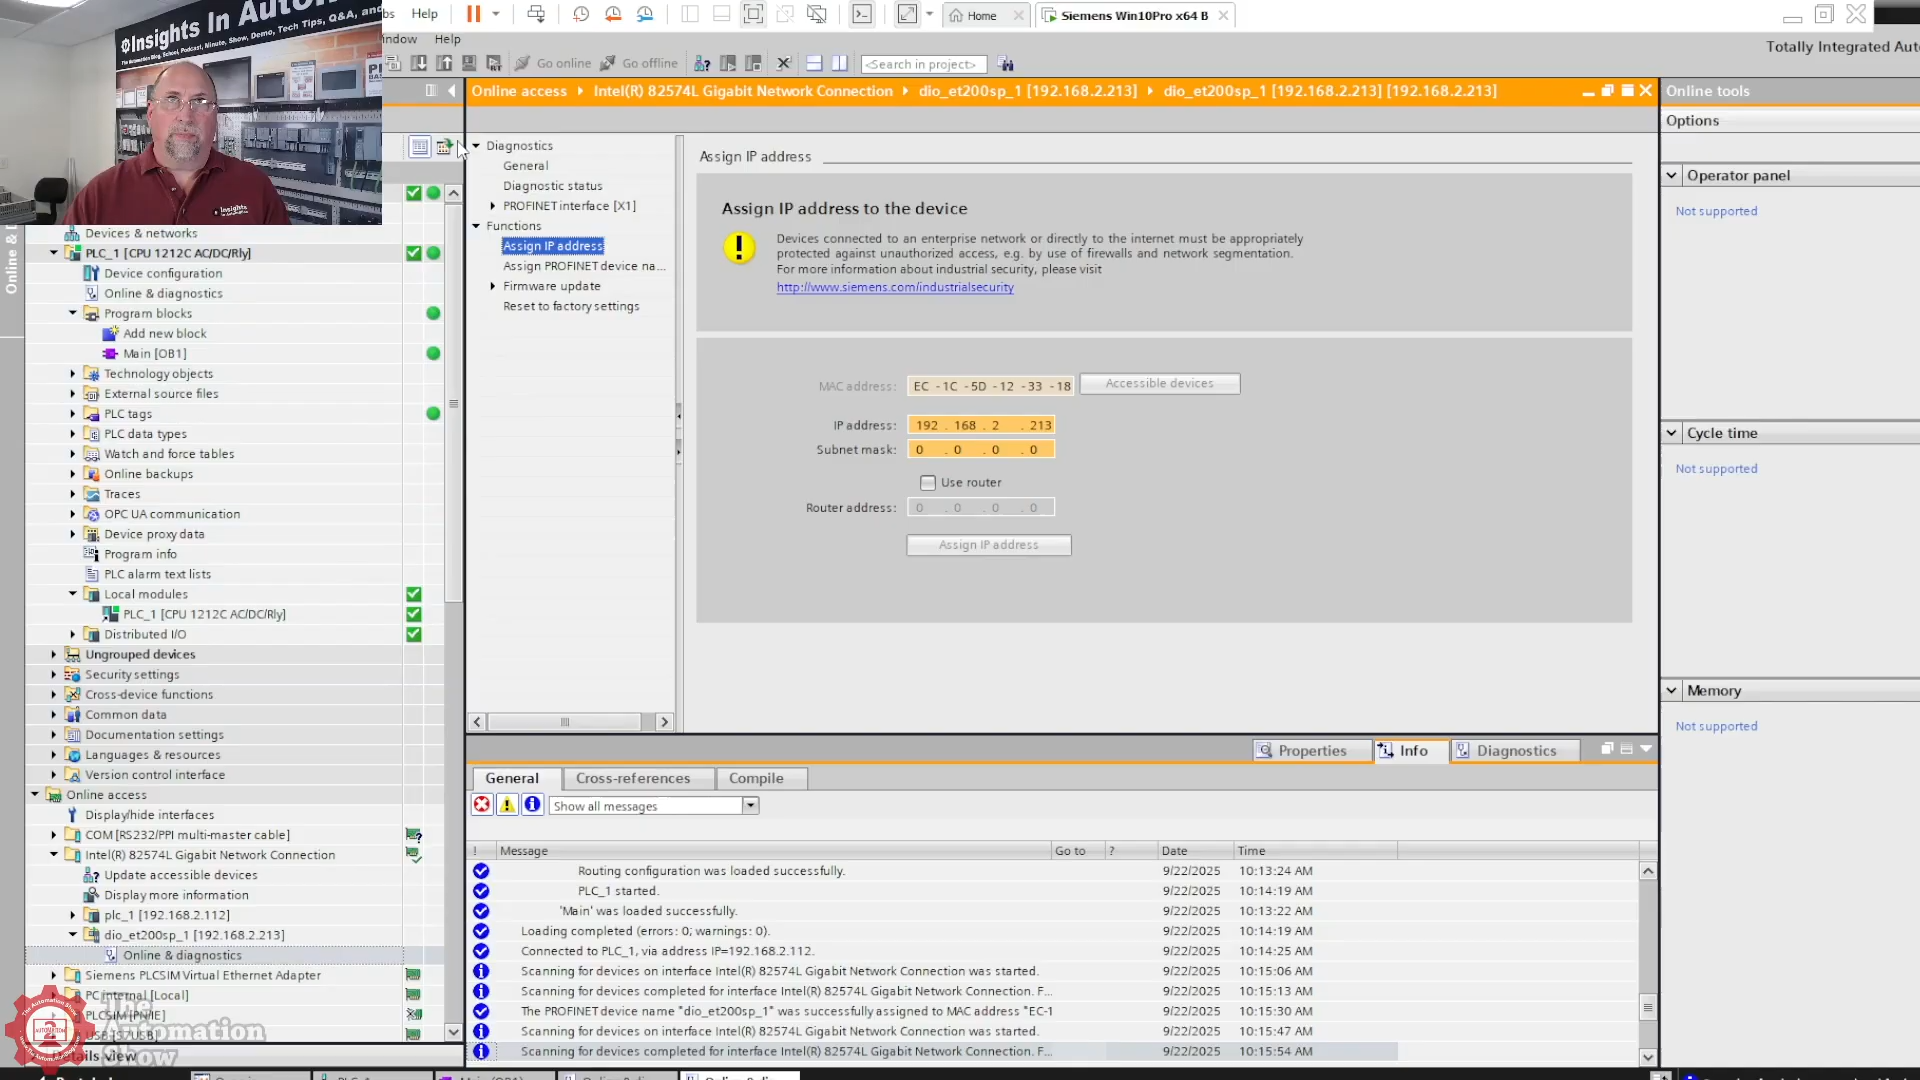 Insights In Autom
The Automation Blog, School, Podcast, Minute, Show, Demo, Tech Tips, Q&A, and
Help
Home
Siemens Win10Pro x64 B
Help
Totally Integrated Auto
Go online
Go offline
<Search in project>
Online access
Intel(R) 82574L Gigabit Network Connection
dio_et200sp_1 [192.168.2.213]
dio_et200sp_1 [192.168.2.213] [192.168.2.213]
Online tools
Options
Operator panel
Not supported
Cycle time
Not supported
Memory
Not supported
Devices & networks
PLC_1 [CPU 1212C AC/DC/Rly]
Device configuration
Online & diagnostics
Program blocks
Add new block
Main [OB1]
Technology objects
External source files
PLC tags
PLC data types
Watch and force tables
Online backups
Traces
OPC UA communication
Device proxy data
Program info
PLC alarm text lists
Local modules
PLC_1 [CPU 1212C AC/DC/Rly]
Distributed I/O
Ungrouped devices
Security settings
Cross-device functions
Common data
Documentation settings
Languages & resources
Version control interface
Online access
Display/hide interfaces
COM [RS232/PPI multi-master cable]
Intel(R) 82574L Gigabit Network Connection
Update accessible devices
Display more information
plc_1 [192.168.2.112]
dio_et200sp_1 [192.168.2.213]
Online & diagnostics
Siemens PLCSIM Virtual Ethernet Adapter
PC internal [Local]
PLCSIM [PN/IE]
USB [S7USB]
The
Automation
Show
Diagnostics
General
Diagnostic status
PROFINET interface [X1]
Functions
Assign IP address
Assign PROFINET device na...
Firmware update
Reset to factory settings
Assign IP address
Assign IP address to the device
Devices connected to an enterprise network or directly to the internet must be appropriately
protected against unauthorized access, e.g. by use of firewalls and network segmentation.
For more information about industrial security, please visit
http://www.siemens.com/industrialsecurity
MAC address: EC -1C -5D -12 -33 -18
Accessible devices
IP address: 192 . 168 . 2 . 213
Subnet mask: 0 . 0 . 0 . 0
Use router
Router address: 0 . 0 . 0 . 0
Assign IP address
Properties
Info
Diagnostics
General
Cross-references
Compile
Show all messages
! Message Go to ? Date Time
Routing configuration was loaded successfully. 9/22/2025 10:13:24 AM
PLC_1 started. 9/22/2025 10:14:19 AM
'Main' was loaded successfully. 9/22/2025 10:13:22 AM
Loading completed (errors: 0; warnings: 0). 9/22/2025 10:14:19 AM
Connected to PLC_1, via address IP=192.168.2.112. 9/22/2025 10:14:25 AM
Scanning for devices on interface Intel(R) 82574L Gigabit Network Connection was started. 9/22/2025 10:15:06 AM
Scanning for devices completed for interface Intel(R) 82574L Gigabit Network Connection. F... 9/22/2025 10:15:13 AM
The PROFINET device name "dio_et200sp_1" was successfully assigned to MAC address "EC-1 9/22/2025 10:15:30 AM
Scanning for devices on interface Intel(R) 82574L Gigabit Network Connection was started. 9/22/2025 10:15:47 AM
Scanning for devices completed for interface Intel(R) 82574L Gigabit Network Connection. F... 9/22/2025 10:15:54 AM